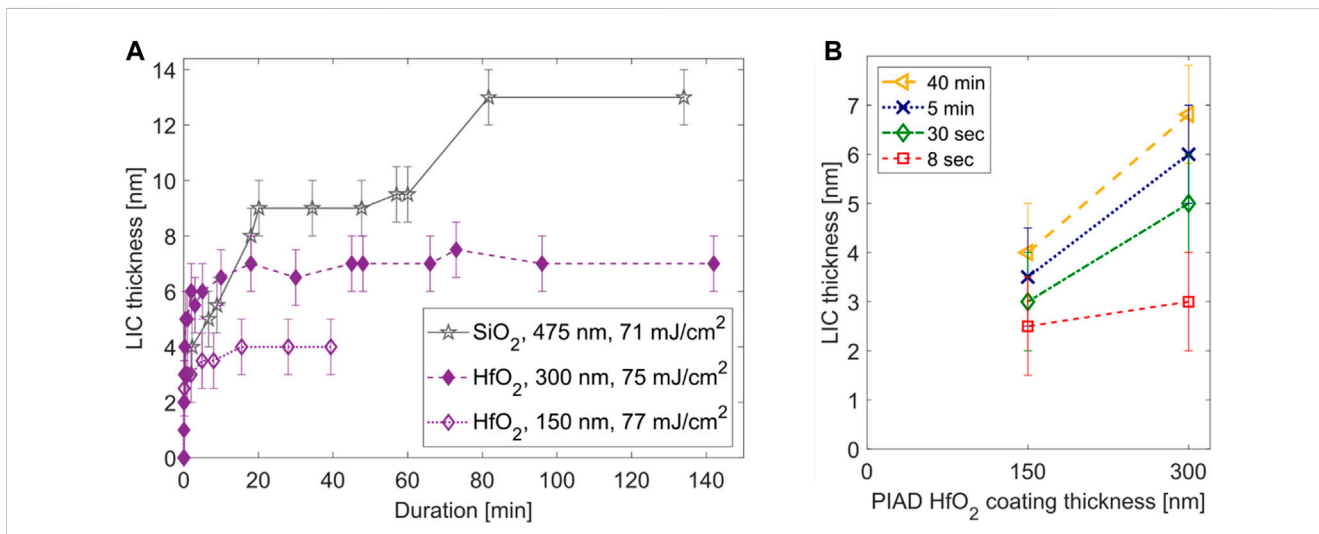 A
LIC thickness [nm]
14
12
10
8
6
4
2
0
0 20 40 60 80 100 120 140
Duration [min]
SiO₂, 475 nm, 71 mJ/cm²
HfO₂, 300 nm, 75 mJ/cm²
HfO₂, 150 nm, 77 mJ/cm²
B
40 min
5 min
30 sec
8 sec
LIC thickness [nm]
7
6
5
4
3
2
1
0
0 150 300
PIAD HfO₂ coating thickness [nm]